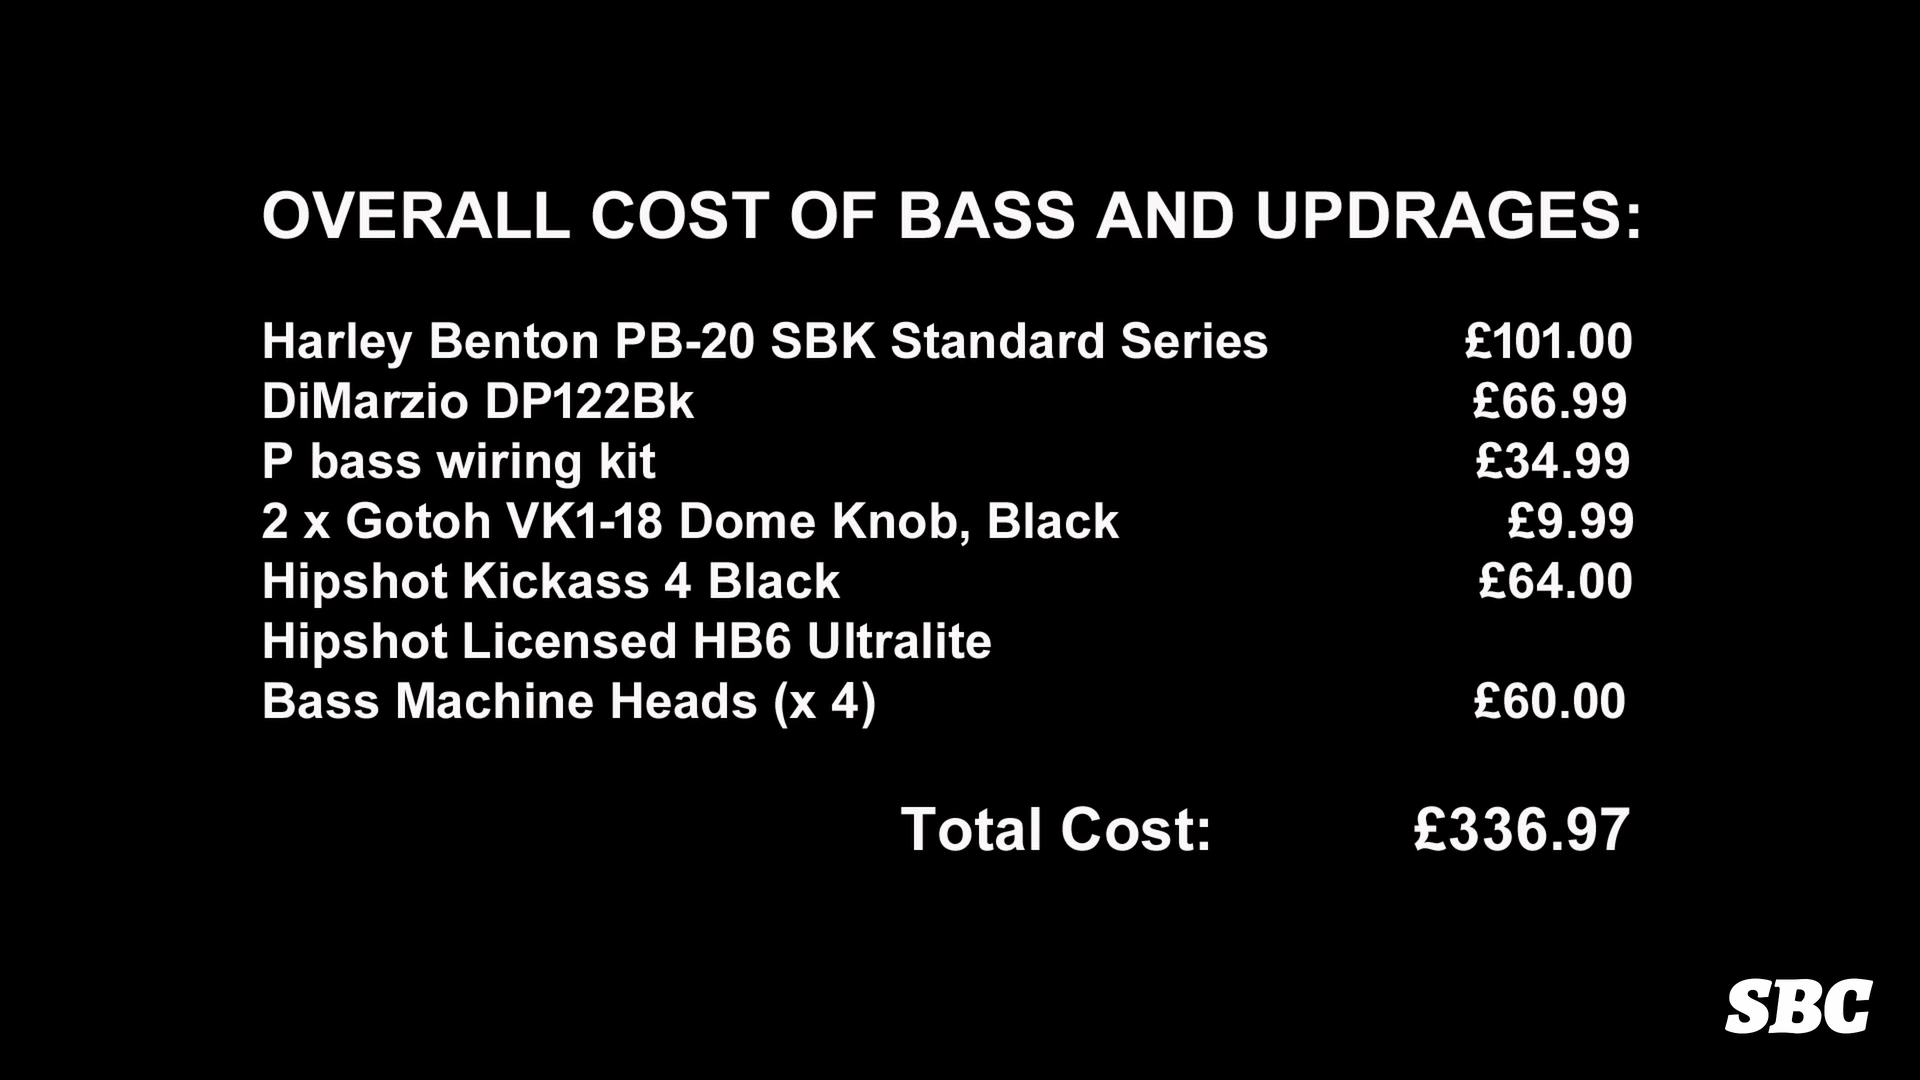 OVERALL COST OF BASS AND UPDRAGES:
Harley Benton PB-20 SBK Standard Series £101.00
DiMarzio DP122Bk £66.99
P bass wiring kit £34.99
2 x Gotoh VK1-18 Dome Knob, Black £9.99
Hipshot Kickass 4 Black £64.00
Hipshot Licensed HB6 Ultralite
Bass Machine Heads (x 4) £60.00
Total Cost: £336.97
SBC